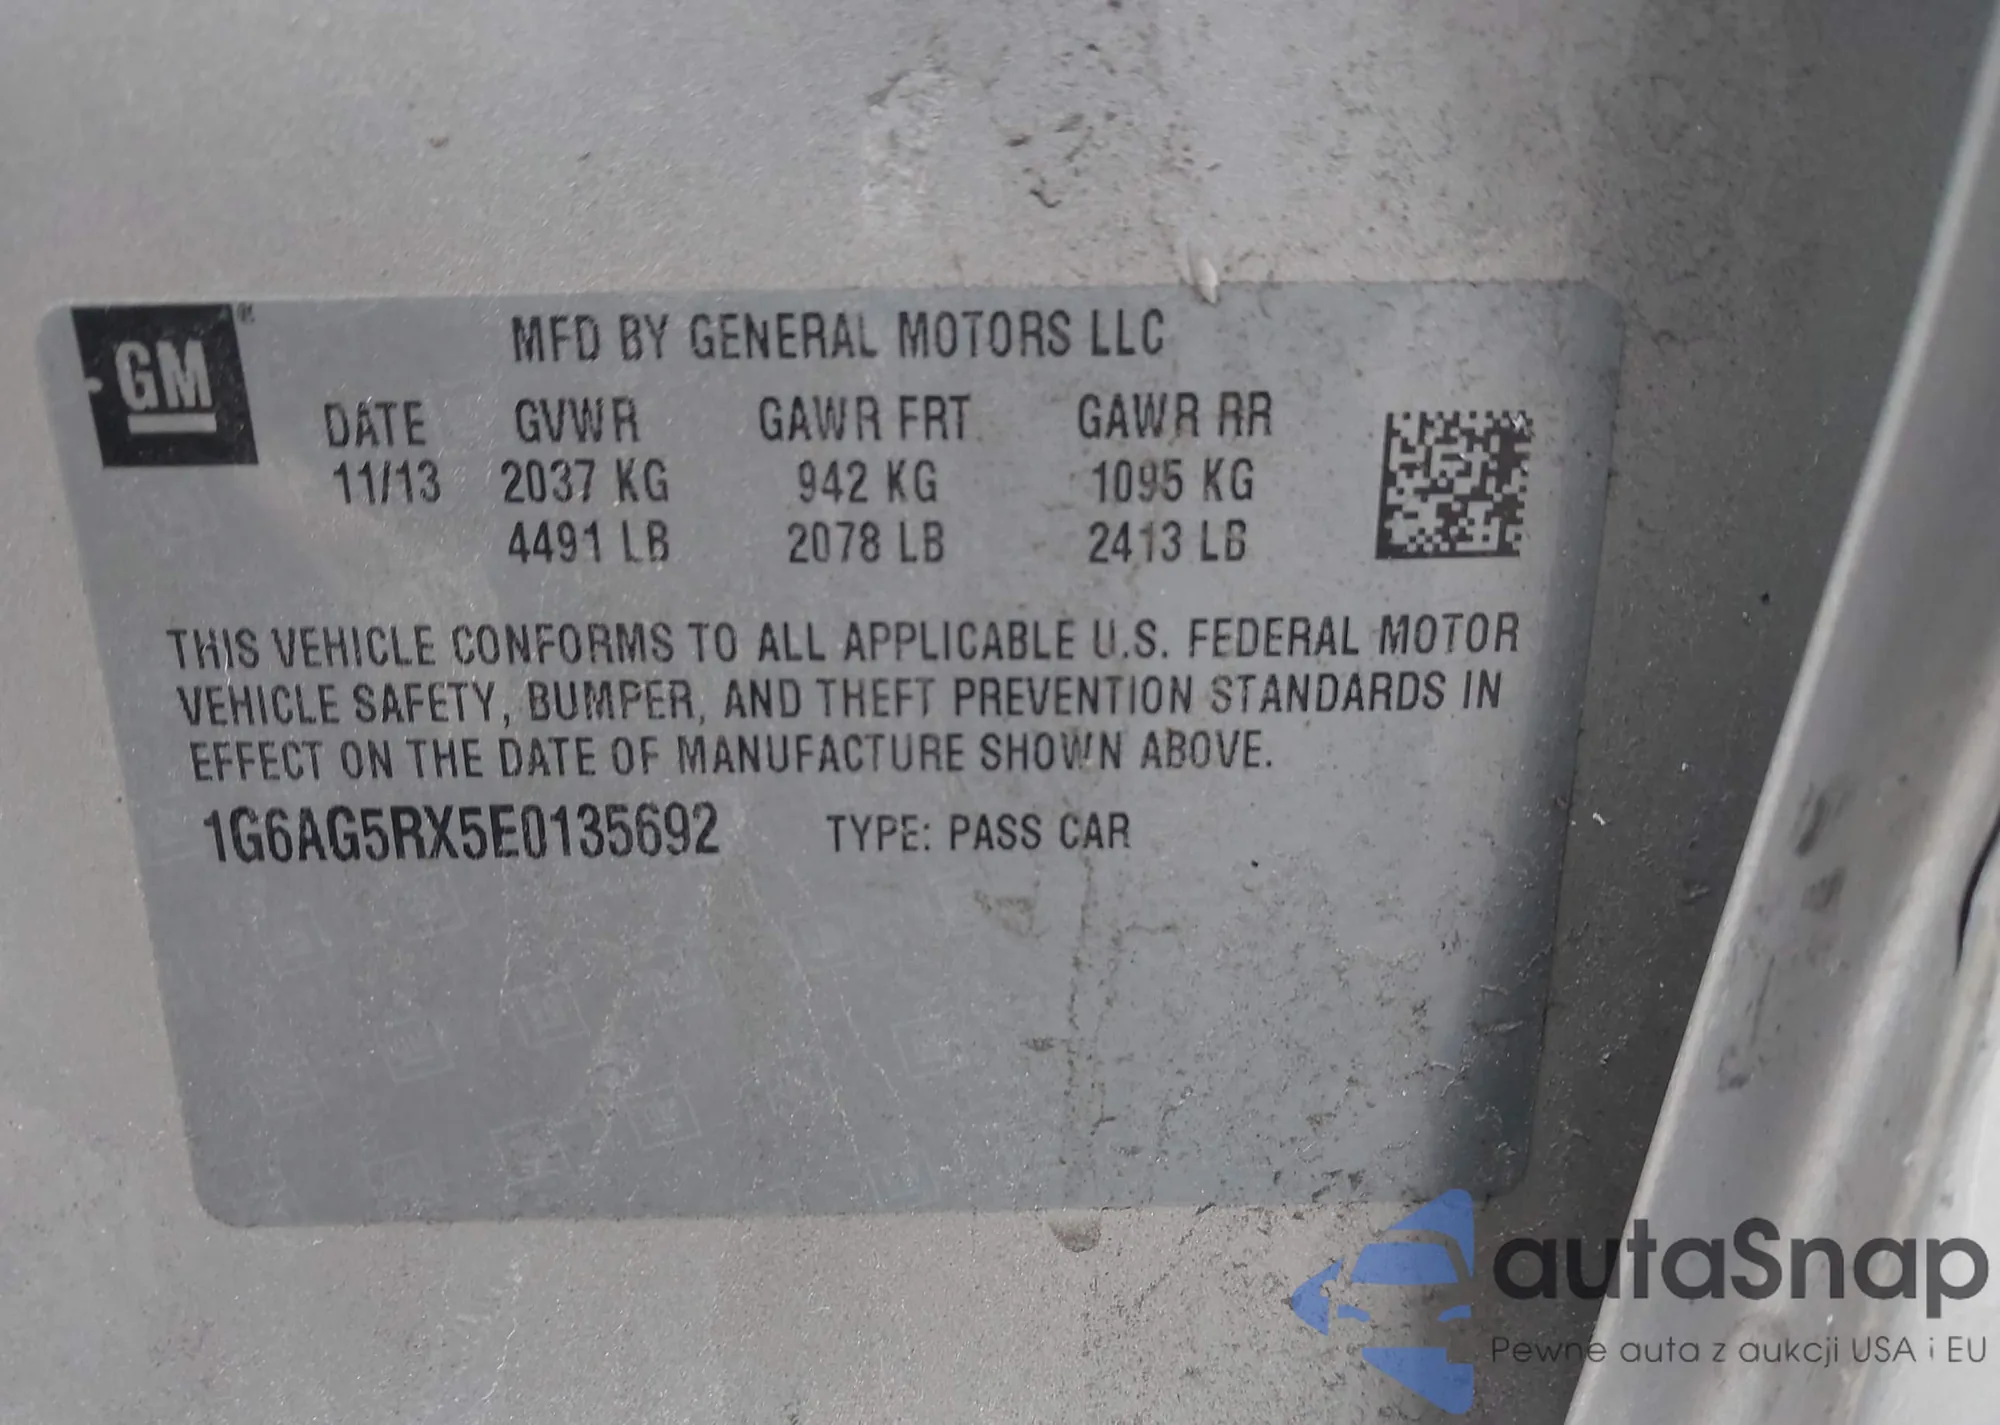 GM ®
MFD BY GENERAL MOTORS LLC
DATE GVWR GAWR FRT GAWR RR
11/13 2037 KG 942 KG 1095 KG
4491 LB 2078 LB 2413 LB
THIS VEHICLE CONFORMS TO ALL APPLICABLE U.S. FEDERAL MOTOR
VEHICLE SAFETY, BUMPER, AND THEFT PREVENTION STANDARDS IN
EFFECT ON THE DATE OF MANUFACTURE SHOWN ABOVE.
1G6AG5RX5E0135692 TYPE: PASS CAR
autaSnap
Pewne auta z aukcji USA i EU